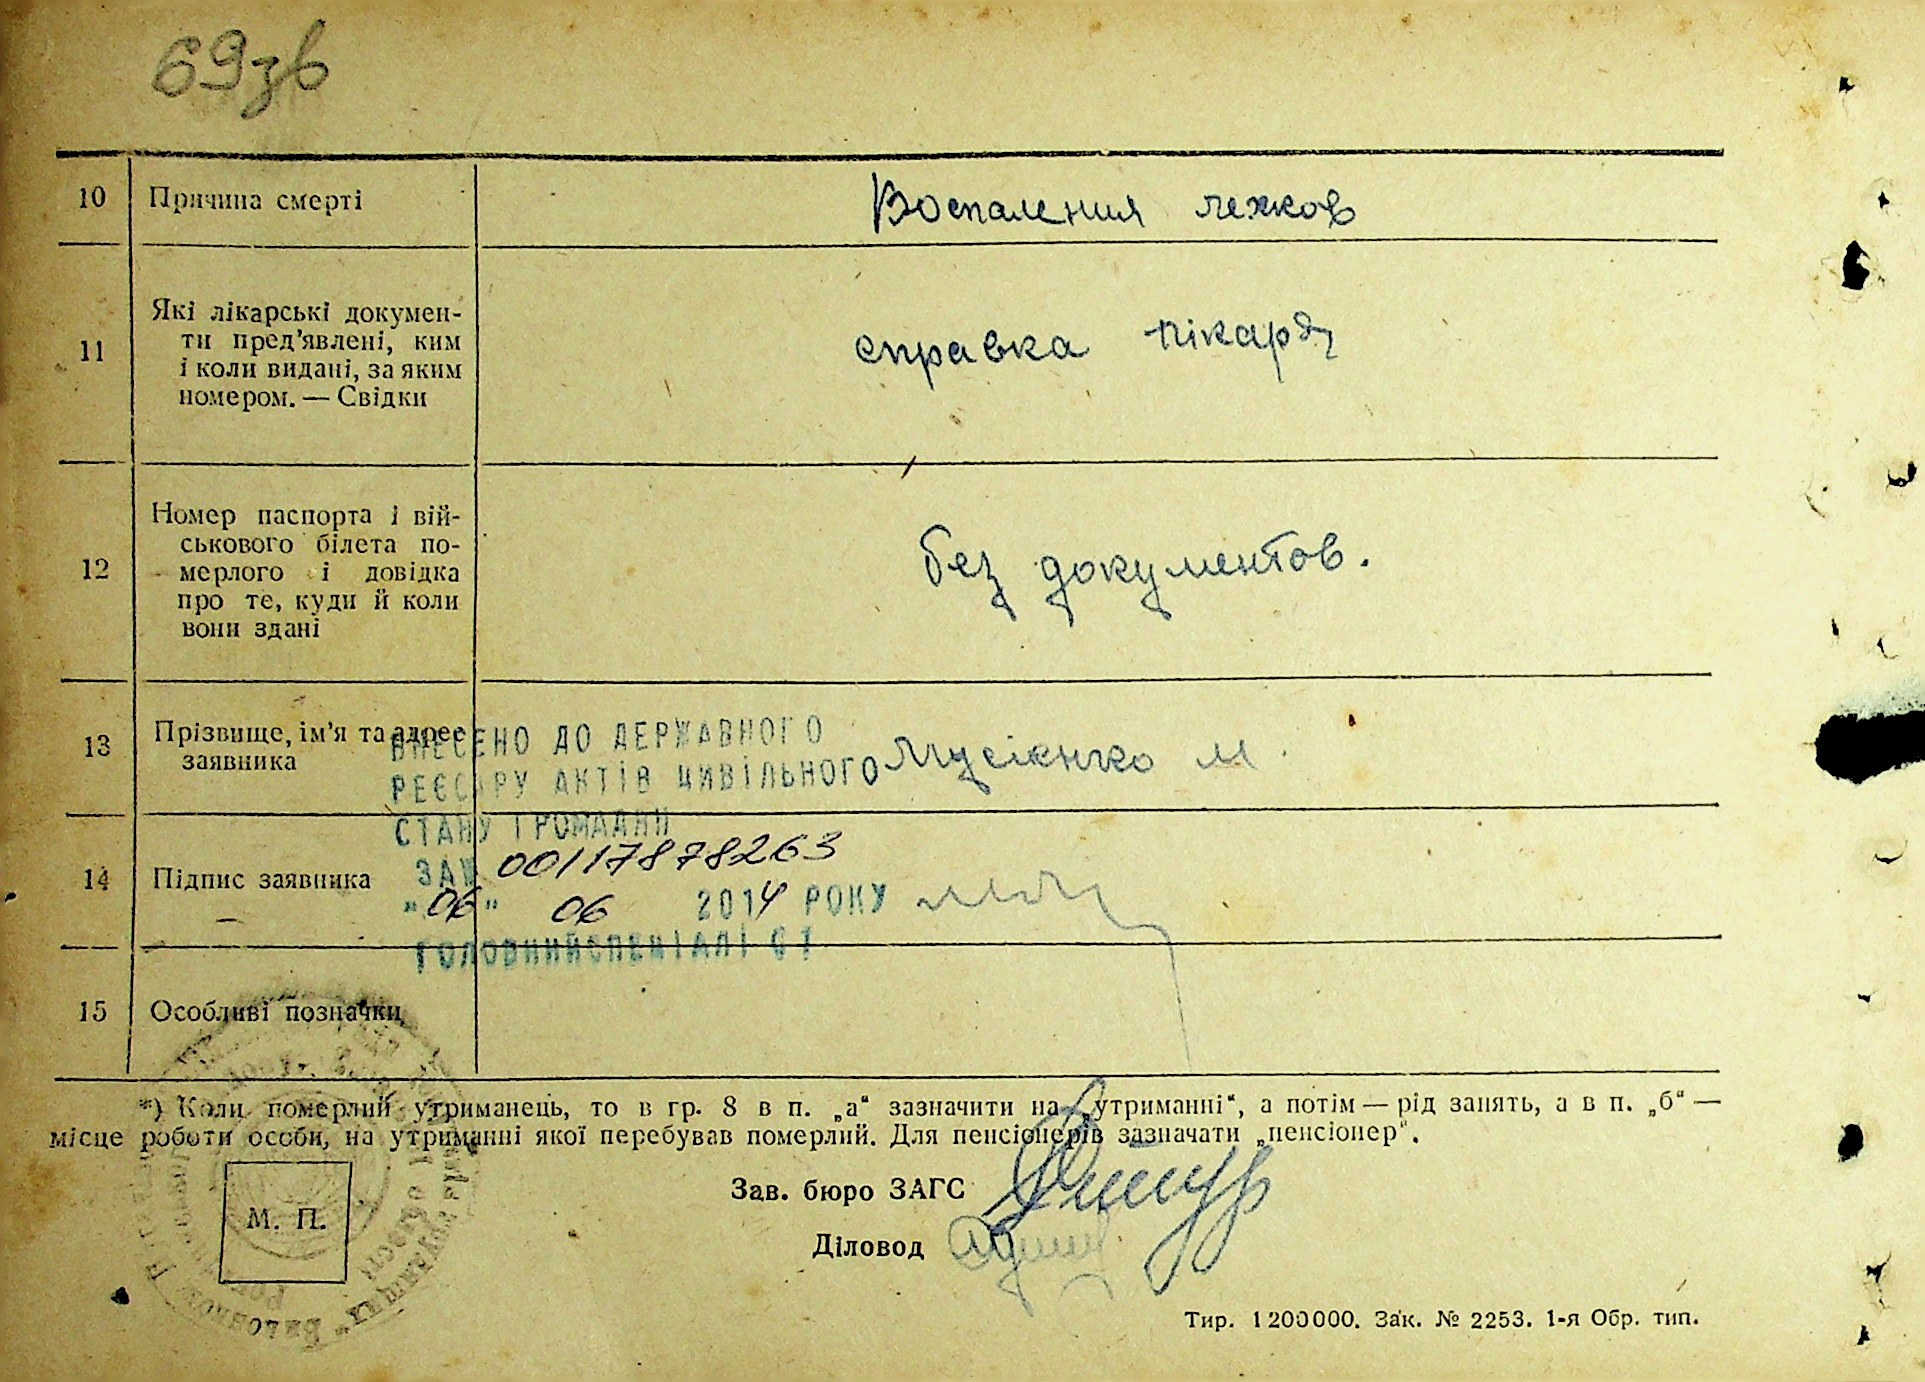 69зв
10 Причина смерті Воспаления лехков
11 Які лікарські докумен-
ти пред'явлені, ким
і коли видані, за яким
номером. — Свідки
справка
12 Номер паспорта і вій-
ськового білета по-
мерлого і довідка
про те, куди й коли
вони здані
без документов.
13 Прізвище, ім'я та адрес
заявника
Мусієнко М
ВНЕСЕНО ДО ДЕРЖАВНОГО
РЕЄСТРУ АКТІВ ЦИВІЛЬНОГО
СТАНУ ГРОМАДЯН
ЗА № 00117878263
"06" 06 2014 РОКУ
ГОЛОВНИЙ СПЕЦІАЛІСТ
14 Підпис заявника
15 Особливі позначки
*) Коли померлий утриманець, то в гр. 8 в п. „а“ зазначити на „утриманні“, а потім — рід занять, а в п. „б“ —
місце роботи особи, на утриманні якої перебував померлий. Для пенсіонерів зазначати „пенсіонер“.
Зав. бюро ЗАГС
Діловод
М. П.
Тир. 1200000. Зак. № 2253. 1-я Обр. тип.